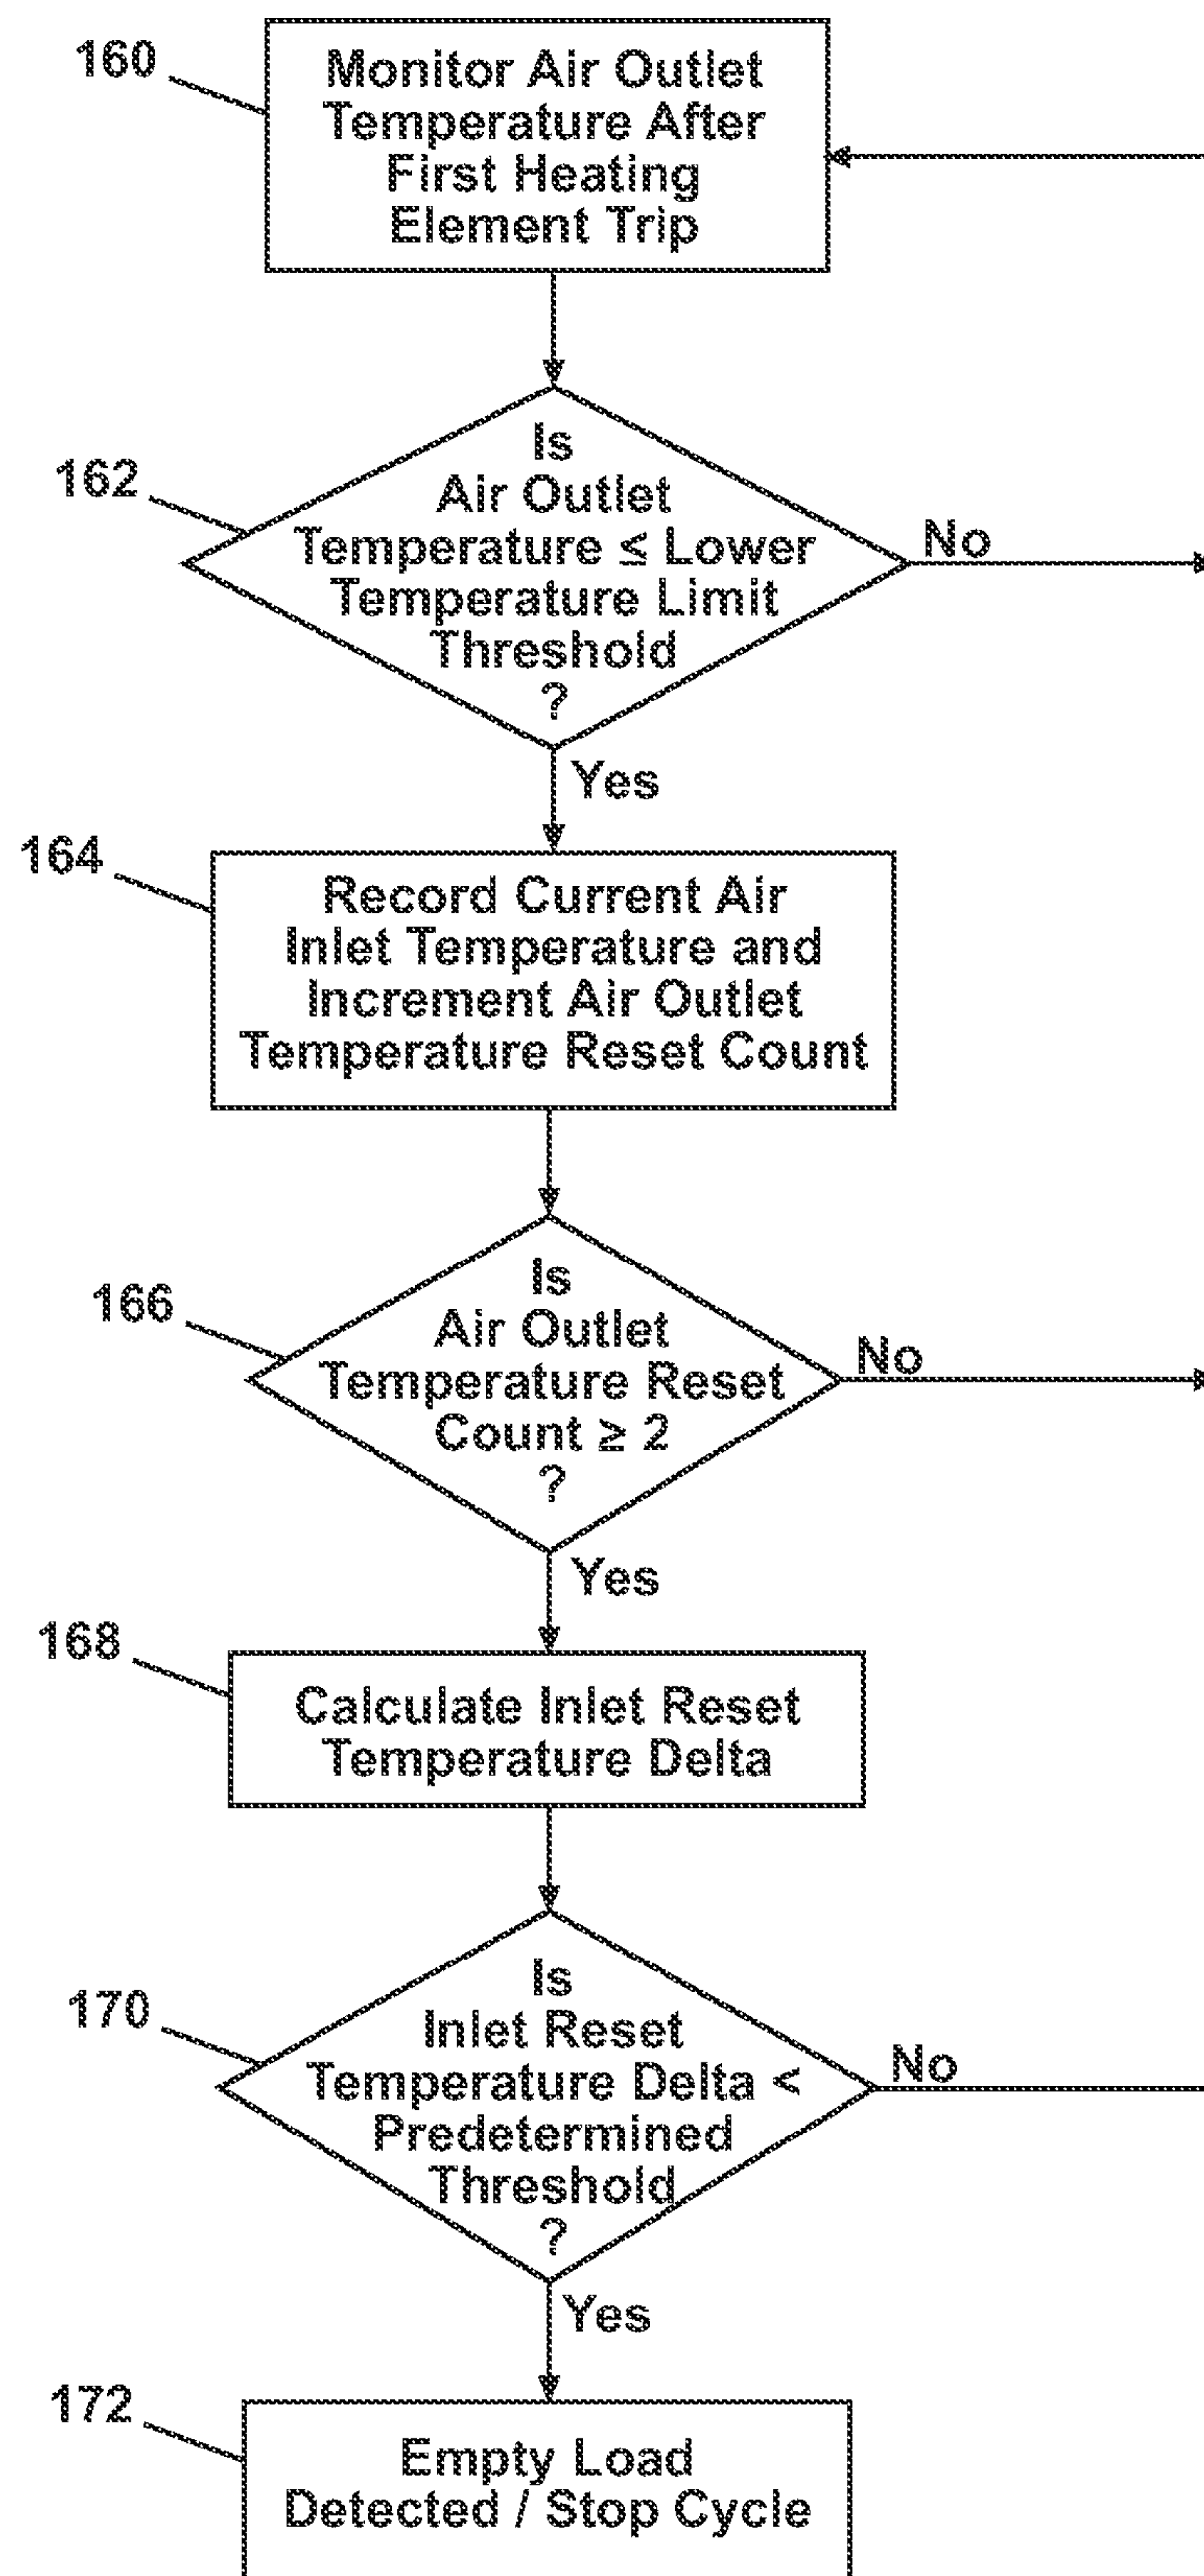 160
Monitor Air Outlet
Temperature After
First Heating
Element Trip
162
Is
Air Outlet
Temperature ≤ Lower
Temperature Limit
Threshold
?
No
Yes
164
Record Current Air
Inlet Temperature and
Increment Air Outlet
Temperature Reset Count
166
Is
Air Outlet
Temperature Reset
Count ≥ 2
?
No
Yes
168
Calculate Inlet Reset
Temperature Delta
170
Is
Inlet Reset
Temperature Delta <
Predetermined
Threshold
?
No
Yes
172
Empty Load
Detected / Stop Cycle